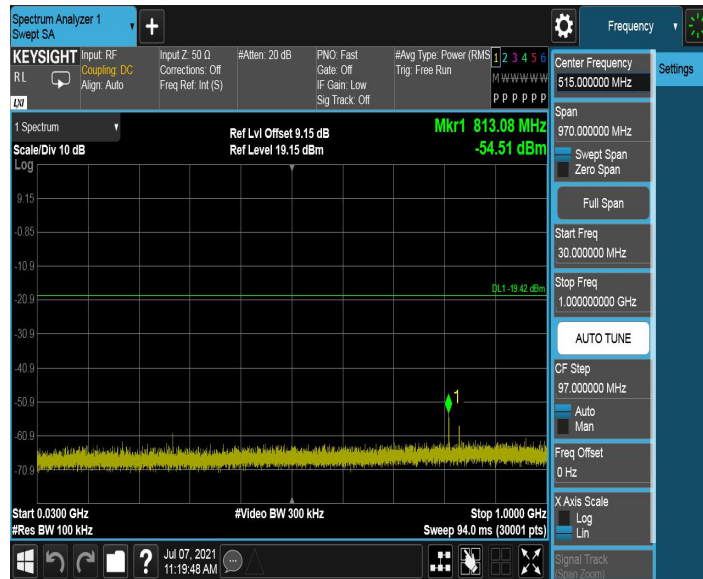 Spectrum Analyzer 1
Swept SA
+
Frequency
KEYSIGHT
RL
LXI
Input: RF
Coupling: DC
Align: Auto
Input Z: 50 Ω
Corrections: Off
Freq Ref: Int (S)
#Atten: 20 dB
PNO: Fast
Gate: Off
IF Gain: Low
Sig Track: Off
#Avg Type: Power (RMS
Trig: Free Run
1 2 3 4 5 6
M W W W W W
P P P P P P
1 Spectrum
Scale/Div 10 dB
Log
Ref Lvl Offset 9.15 dB
Ref Level 19.15 dBm
Mkr1 813.08 MHz
-54.51 dBm
9.15
-0.85
-10.9
-20.9
-30.9
-40.9
-50.9
-60.9
-70.9
DL1 -19.42 dBm
1
Start 0.0300 GHz
#Res BW 100 kHz
#Video BW 300 kHz
Stop 1.0000 GHz
Sweep 94.0 ms (30001 pts)
?
Jul 07, 2021
11:19:48 AM
Center Frequency
515.000000 MHz
Span
970.000000 MHz
Swept Span
Zero Span
Full Span
Start Freq
30.000000 MHz
Stop Freq
1.000000000 GHz
AUTO TUNE
CF Step
97.000000 MHz
Auto
Man
Freq Offset
0 Hz
X Axis Scale
Log
Lin
Signal Track
(Span Zoom)
Settings